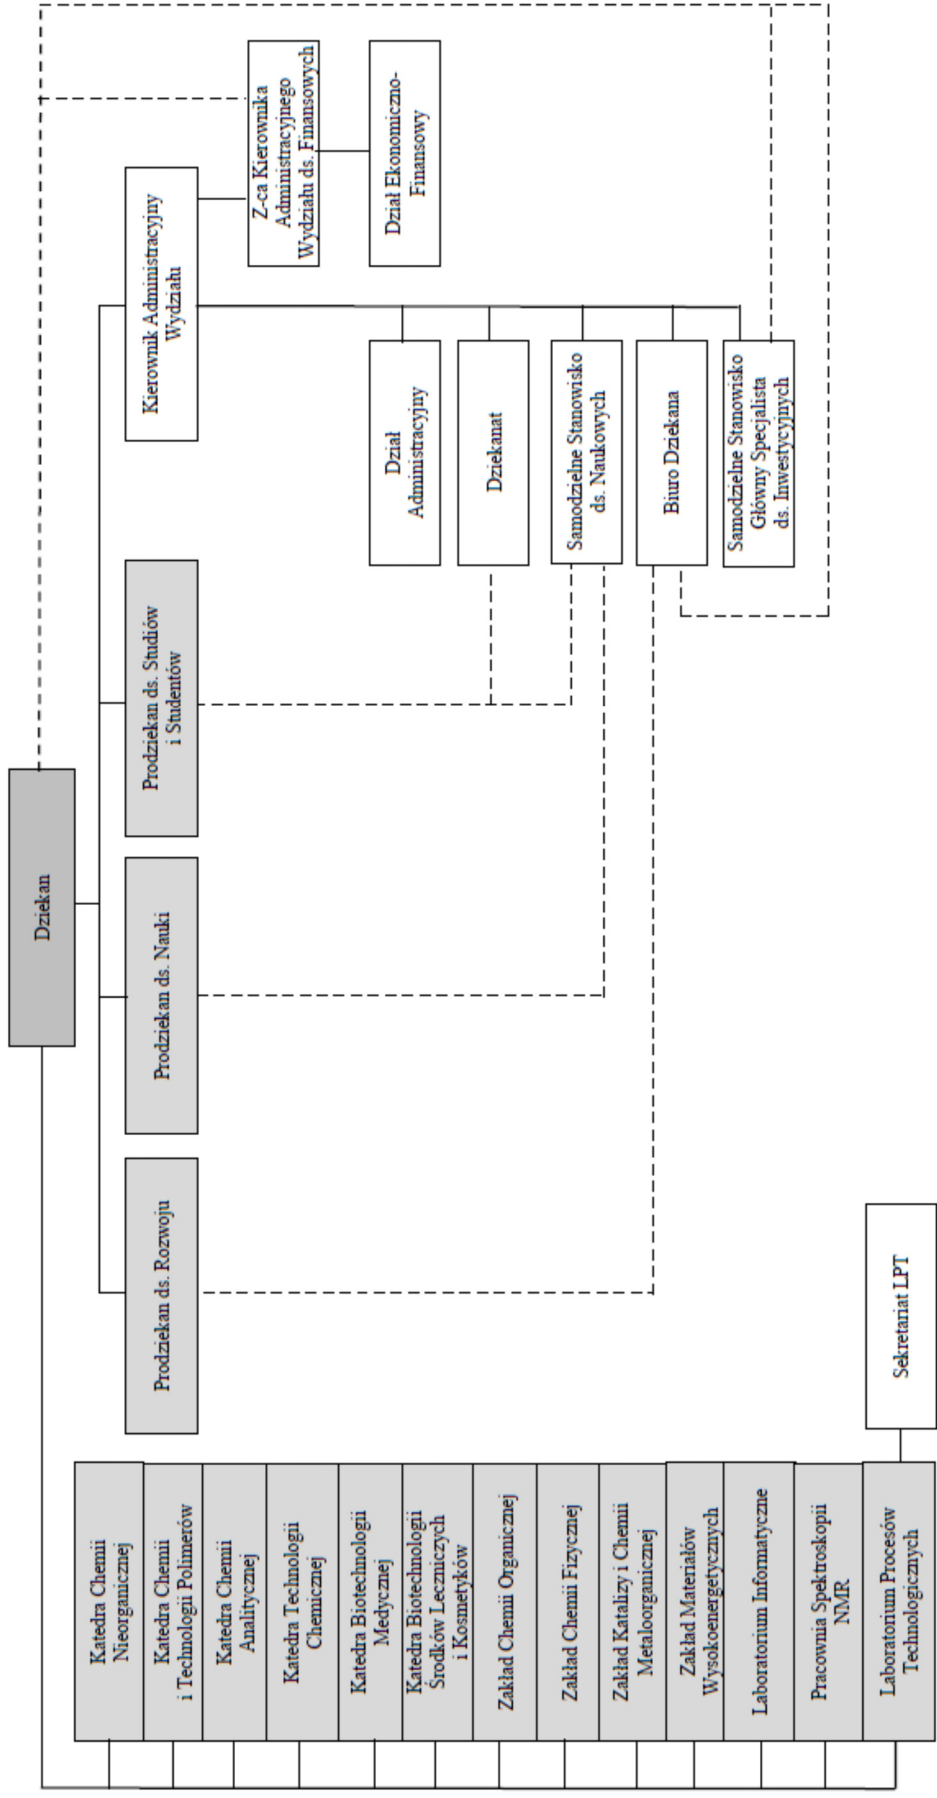 Dziekan
Prodziekan ds. Rozwoju
Prodziekan ds. Nauki
Prodziekan ds. Studiów
i Studentów
Kierownik Administracyjny
Wydziału
Z-ca Kierownika
Administracyjnego
Wydziału ds. Finansowych
Dział Ekonomiczno-
Finansowy
Dział
Administracyjny
Dziekanat
Samodzielne Stanowisko
ds. Naukowych
Biuro Dziekana
Samodzielne Stanowisko
Główny Specjalista
ds. Inwestycyjnych
Katedra Chemii
Nieorganicznej
Katedra Chemii
i Technologii Polimerów
Katedra Chemii
Analitycznej
Katedra Technologii
Chemicznej
Katedra Biotechnologii
Medycznej
Katedra Biotechnologii
Środków Leczniczych
i Kosmetyków
Zakład Chemii Organicznej
Zakład Chemii Fizycznej
Zakład Katalizy i Chemii
Metaloorganicznej
Zakład Materiałów
Wysokoenergetycznych
Laboratorium Informatyczne
Pracownia Spektroskopii
NMR
Laboratorium Procesów
Technologicznych
Sekretariat LPT